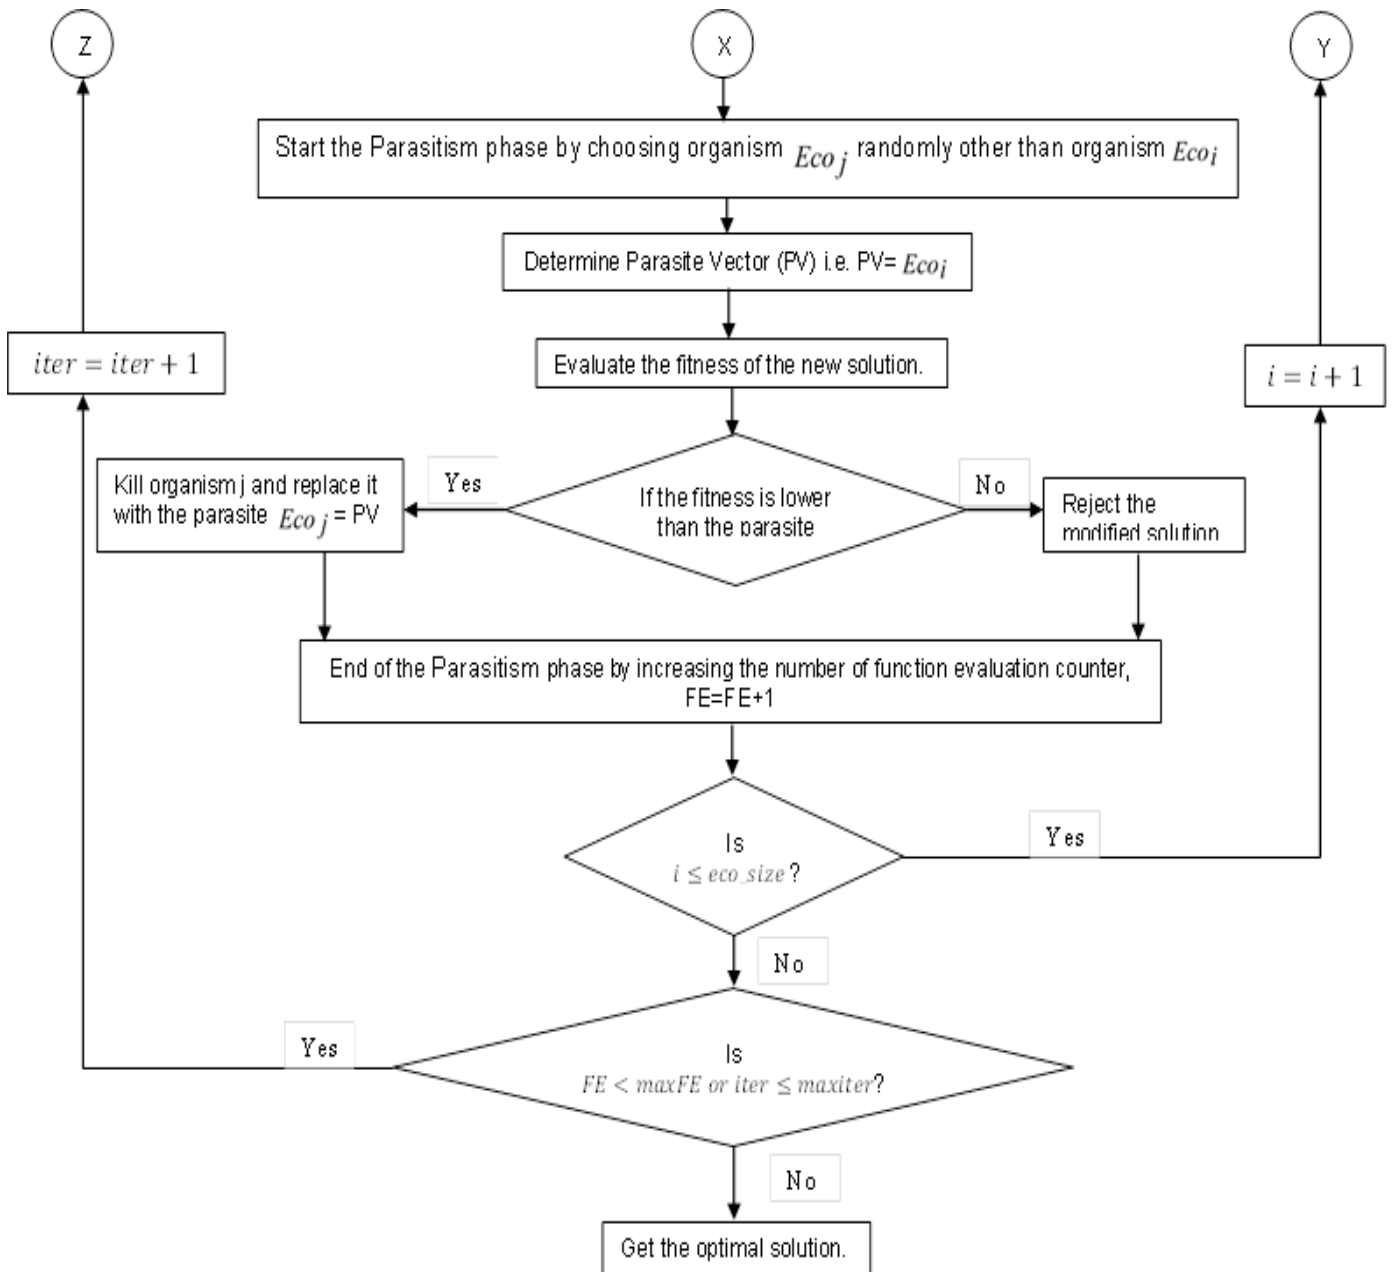 Z
X
Y
Start the Parasitism phase by choosing organism Eco j randomly other than organism Eco i
Determine Parasite Vector (PV) i.e. PV= Eco i
iter = iter + 1
Evaluate the fitness of the new solution.
i = i + 1
Kill organism j and replace it
with the parasite Eco j = PV
Yes
If the fitness is lower
than the parasite
No
Reject the
modified solution
End of the Parasitism phase by increasing the number of function evaluation counter,
FE=FE+1
Is
i ≤ eco_size ?
Yes
No
Yes
Is
FE < maxFE or iter ≤ maxiter?
No
Get the optimal solution.